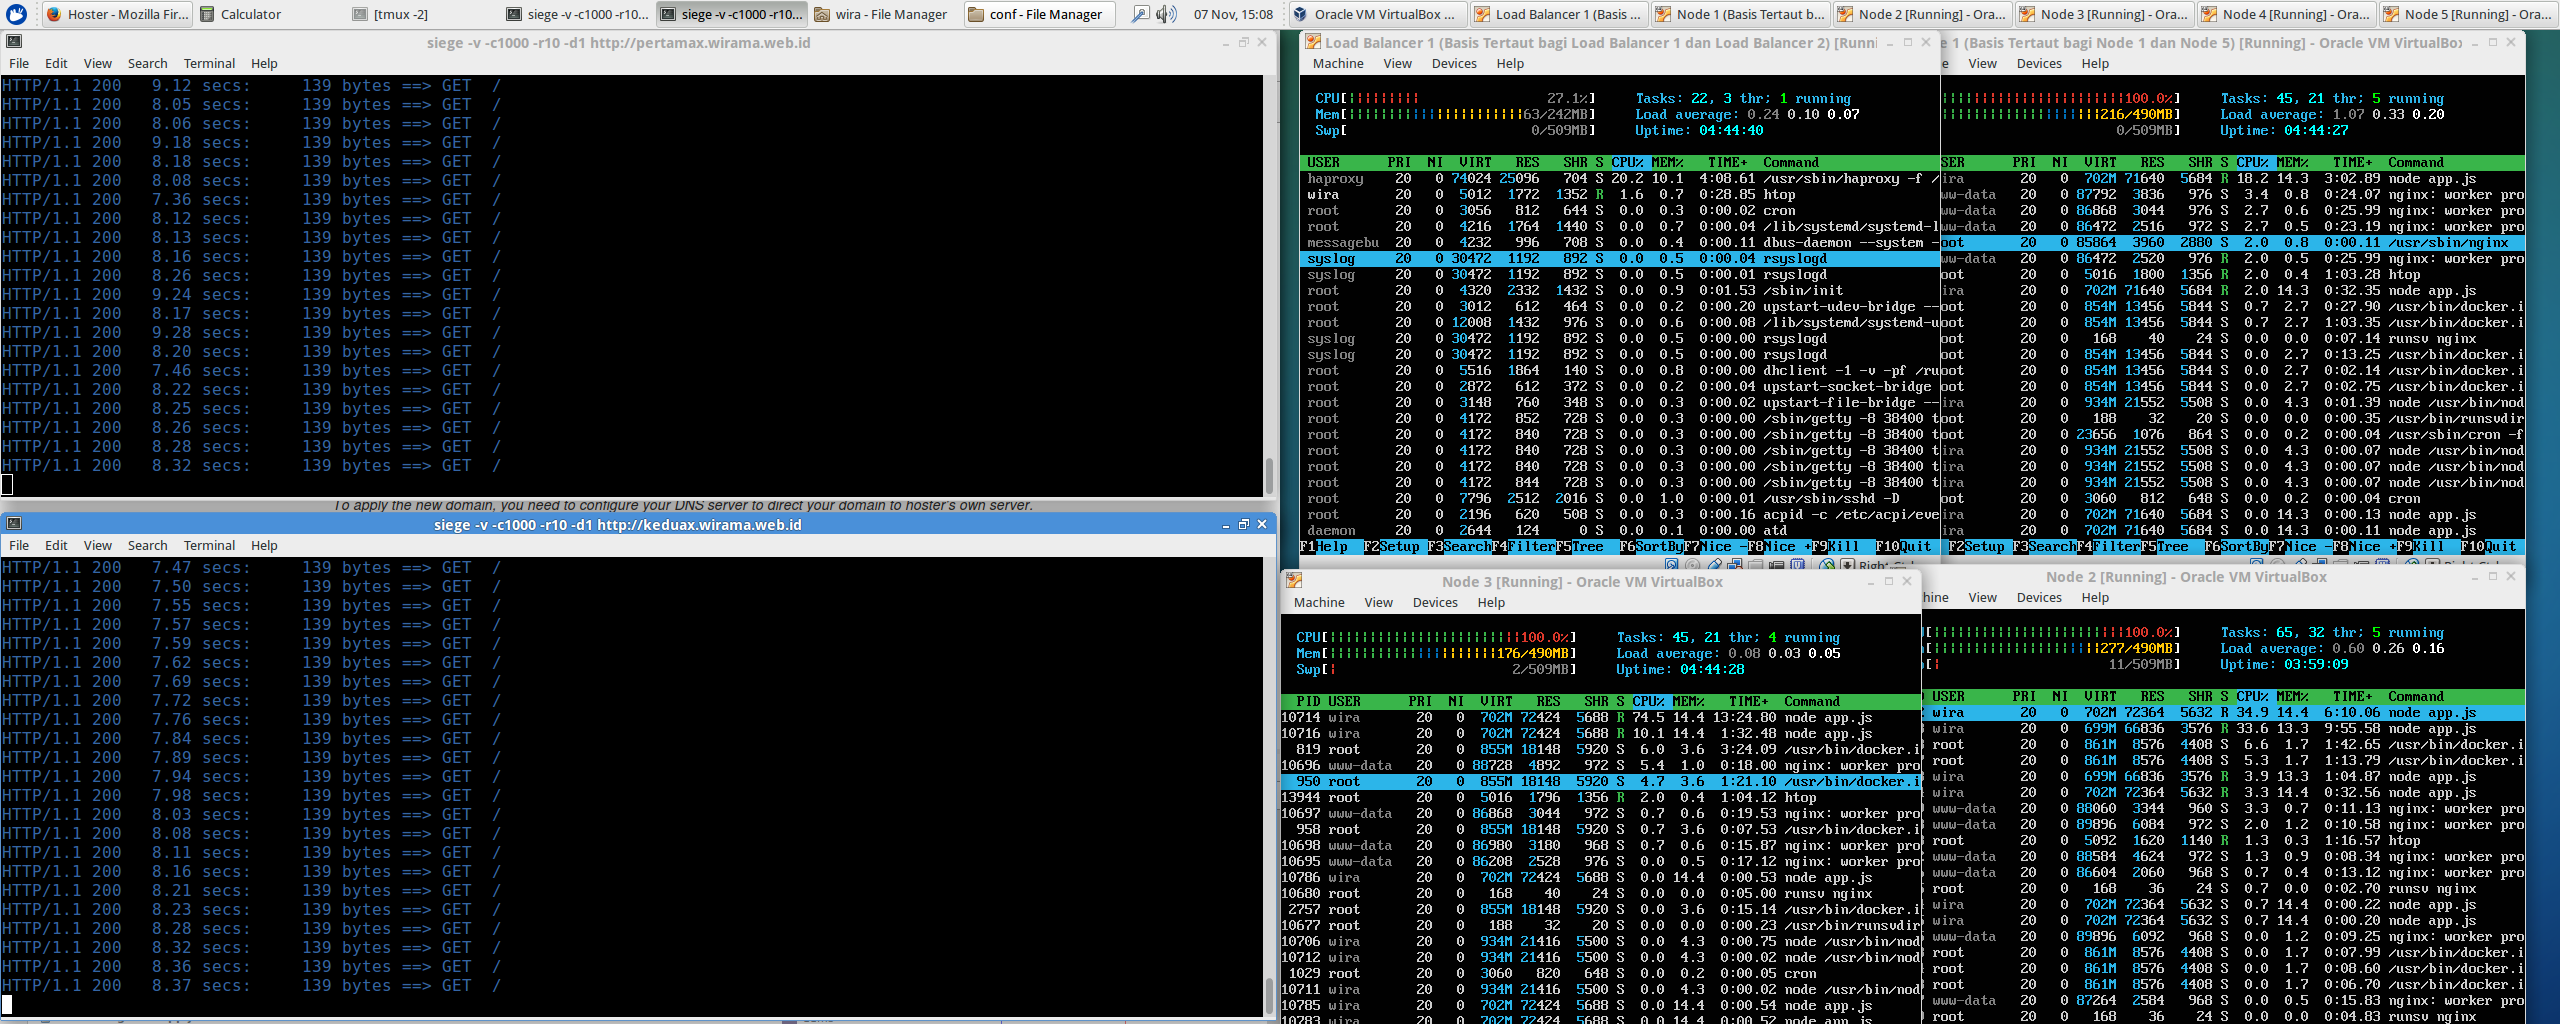 Hoster - Mozilla Fir...
Calculator
[tmux -2]
siege -v -c1000 -r10...
siege -v -c1000 -r10...
wira - File Manager
conf - File Manager
07 Nov, 15:08
Oracle VM VirtualBox ...
Load Balancer 1 (Basis ...
Node 1 (Basis Tertaut b...
Node 2 [Running] - Ora...
Node 3 [Running] - Ora...
Node 4 [Running] - Ora...
Node 5 [Running] - Ora...
siege -v -c1000 -r10 -d1 http://pertamax.wirama.web.id
File Edit View Search Terminal Help
HTTP/1.1 200 9.12 secs: 139 bytes ==> GET /
HTTP/1.1 200 8.05 secs: 139 bytes ==> GET /
HTTP/1.1 200 8.06 secs: 139 bytes ==> GET /
HTTP/1.1 200 9.18 secs: 139 bytes ==> GET /
HTTP/1.1 200 8.18 secs: 139 bytes ==> GET /
HTTP/1.1 200 8.08 secs: 139 bytes ==> GET /
HTTP/1.1 200 7.36 secs: 139 bytes ==> GET /
HTTP/1.1 200 8.12 secs: 139 bytes ==> GET /
HTTP/1.1 200 8.13 secs: 139 bytes ==> GET /
HTTP/1.1 200 8.16 secs: 139 bytes ==> GET /
HTTP/1.1 200 8.26 secs: 139 bytes ==> GET /
HTTP/1.1 200 9.24 secs: 139 bytes ==> GET /
HTTP/1.1 200 8.17 secs: 139 bytes ==> GET /
HTTP/1.1 200 9.28 secs: 139 bytes ==> GET /
HTTP/1.1 200 8.20 secs: 139 bytes ==> GET /
HTTP/1.1 200 7.46 secs: 139 bytes ==> GET /
HTTP/1.1 200 8.22 secs: 139 bytes ==> GET /
HTTP/1.1 200 8.25 secs: 139 bytes ==> GET /
HTTP/1.1 200 8.26 secs: 139 bytes ==> GET /
HTTP/1.1 200 8.28 secs: 139 bytes ==> GET /
HTTP/1.1 200 8.32 secs: 139 bytes ==> GET /
To apply the new domain, you need to configure your DNS server to direct your domain to hoster's own server.
siege -v -c1000 -r10 -d1 http://keduax.wirama.web.id
File Edit View Search Terminal Help
HTTP/1.1 200 7.47 secs: 139 bytes ==> GET /
HTTP/1.1 200 7.50 secs: 139 bytes ==> GET /
HTTP/1.1 200 7.55 secs: 139 bytes ==> GET /
HTTP/1.1 200 7.57 secs: 139 bytes ==> GET /
HTTP/1.1 200 7.59 secs: 139 bytes ==> GET /
HTTP/1.1 200 7.62 secs: 139 bytes ==> GET /
HTTP/1.1 200 7.69 secs: 139 bytes ==> GET /
HTTP/1.1 200 7.72 secs: 139 bytes ==> GET /
HTTP/1.1 200 7.76 secs: 139 bytes ==> GET /
HTTP/1.1 200 7.84 secs: 139 bytes ==> GET /
HTTP/1.1 200 7.89 secs: 139 bytes ==> GET /
HTTP/1.1 200 7.94 secs: 139 bytes ==> GET /
HTTP/1.1 200 7.98 secs: 139 bytes ==> GET /
HTTP/1.1 200 8.03 secs: 139 bytes ==> GET /
HTTP/1.1 200 8.08 secs: 139 bytes ==> GET /
HTTP/1.1 200 8.11 secs: 139 bytes ==> GET /
HTTP/1.1 200 8.16 secs: 139 bytes ==> GET /
HTTP/1.1 200 8.21 secs: 139 bytes ==> GET /
HTTP/1.1 200 8.23 secs: 139 bytes ==> GET /
HTTP/1.1 200 8.28 secs: 139 bytes ==> GET /
HTTP/1.1 200 8.32 secs: 139 bytes ==> GET /
HTTP/1.1 200 8.36 secs: 139 bytes ==> GET /
HTTP/1.1 200 8.37 secs: 139 bytes ==> GET /
Load Balancer 1 (Basis Tertaut bagi Load Balancer 1 dan Load Balancer 2) [Runni
Machine View Devices Help
CPU[ 27.1%] Tasks: 22, 3 thr; 1 running
Mem[ 63/242MB] Load average: 0.24 0.10 0.07
Swp[ 0/509MB] Uptime: 04:44:40
USER PRI NI VIRT RES SHR S CPU% MEM% TIME+ Command
haproxy 20 0 74024 25096 704 S 20.2 10.1 4:08.61 /usr/sbin/haproxy -f /
wira 20 0 5012 1772 1352 R 1.6 0.7 0:28.85 htop
root 20 0 3056 812 644 S 0.0 0.3 0:00.02 cron
root 20 0 4216 1764 1440 S 0.0 0.7 0:00.04 /lib/systemd/systemd-l
messagebu 20 0 4232 996 708 S 0.0 0.4 0:00.11 dbus-daemon --system -
syslog 20 0 30472 1192 892 S 0.0 0.5 0:00.04 rsyslogd
syslog 20 0 30472 1192 892 S 0.0 0.5 0:00.01 rsyslogd
root 20 0 4320 2332 1432 S 0.0 0.9 0:01.53 /sbin/init
root 20 0 3012 612 464 S 0.0 0.2 0:00.20 upstart-udev-bridge --
root 20 0 12008 1432 976 S 0.0 0.6 0:00.08 /lib/systemd/systemd-u
syslog 20 0 30472 1192 892 S 0.0 0.5 0:00.00 rsyslogd
syslog 20 0 30472 1192 892 S 0.0 0.5 0:00.00 rsyslogd
root 20 0 5516 1864 140 S 0.0 0.8 0:00.00 dhclient -1 -v -pf /ru
root 20 0 2872 612 372 S 0.0 0.2 0:00.04 upstart-socket-bridge
root 20 0 3148 760 348 S 0.0 0.3 0:00.02 upstart-file-bridge --
root 20 0 4172 852 728 S 0.0 0.3 0:00.00 /sbin/getty -8 38400 t
root 20 0 4172 840 728 S 0.0 0.3 0:00.00 /sbin/getty -8 38400 t
root 20 0 4172 840 728 S 0.0 0.3 0:00.00 /sbin/getty -8 38400 t
root 20 0 4172 840 728 S 0.0 0.3 0:00.00 /sbin/getty -8 38400 t
root 20 0 4172 844 728 S 0.0 0.3 0:00.00 /sbin/getty -8 38400 t
root 20 0 7796 2512 2016 S 0.0 1.0 0:00.01 /usr/sbin/sshd -D
root 20 0 2196 620 508 S 0.0 0.3 0:00.16 acpid -c /etc/acpi/eve
daemon 20 0 2644 124 0 S 0.0 0.1 0:00.00 atd
F1Help F2Setup F3SearchF4FilterF5Tree F6SortByF7Nice -F8Nice +F9Kill F10Quit
e 1 (Basis Tertaut bagi Node 1 dan Node 5) [Running] - Oracle VM VirtualBox
e View Devices Help
100.0%] Tasks: 45, 21 thr; 5 running
216/490MB] Load average: 1.07 0.33 0.20
0/509MB] Uptime: 04:44:27
SER PRI NI VIRT RES SHR S CPU% MEM% TIME+ Command
ira 20 0 702M 71640 5684 R 18.2 14.3 3:02.89 node app.js
ww-data 20 0 87792 3836 976 S 3.4 0.8 0:24.07 nginx: worker pro
ww-data 20 0 86868 3044 976 S 2.7 0.6 0:25.99 nginx: worker pro
ww-data 20 0 86472 2516 972 S 2.7 0.5 0:23.19 nginx: worker pro
oot 20 0 85864 3960 2880 S 2.0 0.8 0:00.11 /usr/sbin/nginx
ww-data 20 0 86472 2520 976 R 2.0 0.5 0:25.99 nginx: worker pro
oot 20 0 5016 1800 1356 R 2.0 0.4 1:03.28 htop
ira 20 0 702M 71640 5684 R 2.0 14.3 0:32.35 node app.js
oot 20 0 854M 13456 5844 S 0.7 2.7 0:27.90 /usr/bin/docker.i
oot 20 0 854M 13456 5844 S 0.7 2.7 1:03.35 /usr/bin/docker.i
oot 20 0 168 40 24 S 0.0 0.0 0:07.14 runsv nginx
oot 20 0 854M 13456 5844 S 0.0 2.7 0:13.25 /usr/bin/docker.i
oot 20 0 854M 13456 5844 S 0.0 2.7 0:02.14 /usr/bin/docker.i
oot 20 0 854M 13456 5844 S 0.0 2.7 0:02.75 /usr/bin/docker.i
ira 20 0 934M 21552 5508 S 0.0 4.3 0:01.39 node /usr/bin/nod
oot 20 0 188 32 20 S 0.0 0.0 0:00.35 /usr/bin/runsvdir
oot 20 0 23656 1076 864 S 0.0 0.2 0:00.04 /usr/sbin/cron -f
ira 20 0 934M 21552 5508 S 0.0 4.3 0:00.07 node /usr/bin/nod
ira 20 0 934M 21552 5508 S 0.0 4.3 0:00.07 node /usr/bin/nod
ira 20 0 934M 21552 5508 S 0.0 4.3 0:00.00 node /usr/bin/nod
oot 20 0 3060 812 648 S 0.0 0.2 0:00.04 cron
ira 20 0 702M 71640 5684 S 0.0 14.3 0:00.13 node app.js
ira 20 0 702M 71640 5684 S 0.0 14.3 0:00.11 node app.js
F2Setup F3SearchF4FilterF5Tree F6SortByF7Nice -F8Nice +F9Kill F10Quit
Node 3 [Running] - Oracle VM VirtualBox
Machine View Devices Help
CPU[ 100.0%] Tasks: 45, 21 thr; 4 running
Mem[ 176/490MB] Load average: 0.08 0.03 0.05
Swp[ 2/509MB] Uptime: 04:44:28
PID USER PRI NI VIRT RES SHR S CPU% MEM% TIME+ Command
10714 wira 20 0 702M 72424 5688 R 74.5 14.4 13:24.80 node app.js
10716 wira 20 0 702M 72424 5688 R 10.1 14.4 1:32.48 node app.js
819 root 20 0 855M 18148 5920 S 6.0 3.6 3:24.09 /usr/bin/docker.i
10696 www-data 20 0 88728 4892 972 S 5.4 1.0 0:18.00 nginx: worker pro
950 root 20 0 855M 18148 5920 S 4.7 3.6 1:21.10 /usr/bin/docker.i
13944 root 20 0 5016 1796 1356 R 2.0 0.4 1:04.12 htop
10697 www-data 20 0 86868 3044 972 S 0.7 0.6 0:19.53 nginx: worker pro
958 root 20 0 855M 18148 5920 S 0.7 3.6 0:07.53 /usr/bin/docker.i
10698 www-data 20 0 86980 3180 968 S 0.7 0.6 0:15.87 nginx: worker pro
10695 www-data 20 0 86208 2528 976 S 0.0 0.5 0:17.12 nginx: worker pro
10786 wira 20 0 702M 72424 5688 S 0.0 14.4 0:00.53 node app.js
10680 root 20 0 168 40 24 S 0.0 0.0 0:05.00 runsv nginx
2757 root 20 0 855M 18148 5920 S 0.0 3.6 0:15.14 /usr/bin/docker.i
10677 root 20 0 188 32 20 S 0.0 0.0 0:00.23 /usr/bin/runsvdir
10706 wira 20 0 934M 21416 5500 S 0.0 4.3 0:00.75 node /usr/bin/nod
10712 wira 20 0 934M 21416 5500 S 0.0 4.3 0:00.02 node /usr/bin/nod
1029 root 20 0 3060 820 648 S 0.0 0.2 0:00.05 cron
10711 wira 20 0 934M 21416 5500 S 0.0 4.3 0:00.02 node /usr/bin/nod
10785 wira 20 0 702M 72424 5688 S 0.0 14.4 0:00.54 node app.js
10783 wira 20 0 702M 72424 5688 S 0.0 14.4 0:00.52 node app.js
Node 2 [Running] - Oracle VM VirtualBox
hine View Devices Help
[ 100.0%] Tasks: 65, 32 thr; 5 running
[ 277/490MB] Load average: 0.60 0.26 0.16
[ 11/509MB] Uptime: 03:59:09
USER PRI NI VIRT RES SHR S CPU% MEM% TIME+ Command
wira 20 0 702M 72364 5632 R 34.9 14.4 6:10.06 node app.js
wira 20 0 699M 66836 3576 R 33.6 13.3 9:55.58 node app.js
root 20 0 861M 8576 4408 S 6.6 1.7 1:42.65 /usr/bin/docker.i
root 20 0 861M 8576 4408 S 5.3 1.7 1:13.79 /usr/bin/docker.i
wira 20 0 699M 66836 3576 R 3.9 13.3 1:04.87 node app.js
wira 20 0 702M 72364 5632 R 3.3 14.4 0:32.56 node app.js
www-data 20 0 88060 3344 960 S 3.3 0.7 0:11.13 nginx: worker pro
www-data 20 0 89896 6084 972 S 2.0 1.2 0:10.58 nginx: worker pro
root 20 0 5092 1620 1140 R 1.3 0.3 1:16.57 htop
www-data 20 0 88584 4624 972 S 1.3 0.9 0:08.34 nginx: worker pro
www-data 20 0 86604 2060 968 S 0.7 0.4 0:13.12 nginx: worker pro
root 20 0 168 36 24 S 0.7 0.0 0:02.70 runsv nginx
wira 20 0 702M 72364 5632 S 0.7 14.4 0:00.22 node app.js
wira 20 0 702M 72364 5632 S 0.7 14.4 0:00.20 node app.js
www-data 20 0 89896 6092 968 S 0.0 1.2 0:09.25 nginx: worker pro
root 20 0 861M 8576 4408 S 0.0 1.7 0:07.99 /usr/bin/docker.i
root 20 0 861M 8576 4408 S 0.0 1.7 0:08.60 /usr/bin/docker.i
root 20 0 861M 8576 4408 S 0.0 1.7 0:06.70 /usr/bin/docker.i
www-data 20 0 87264 2584 968 S 0.0 0.5 0:15.83 nginx: worker pro
root 20 0 168 36 24 S 0.0 0.0 0:04.83 runsv nginx